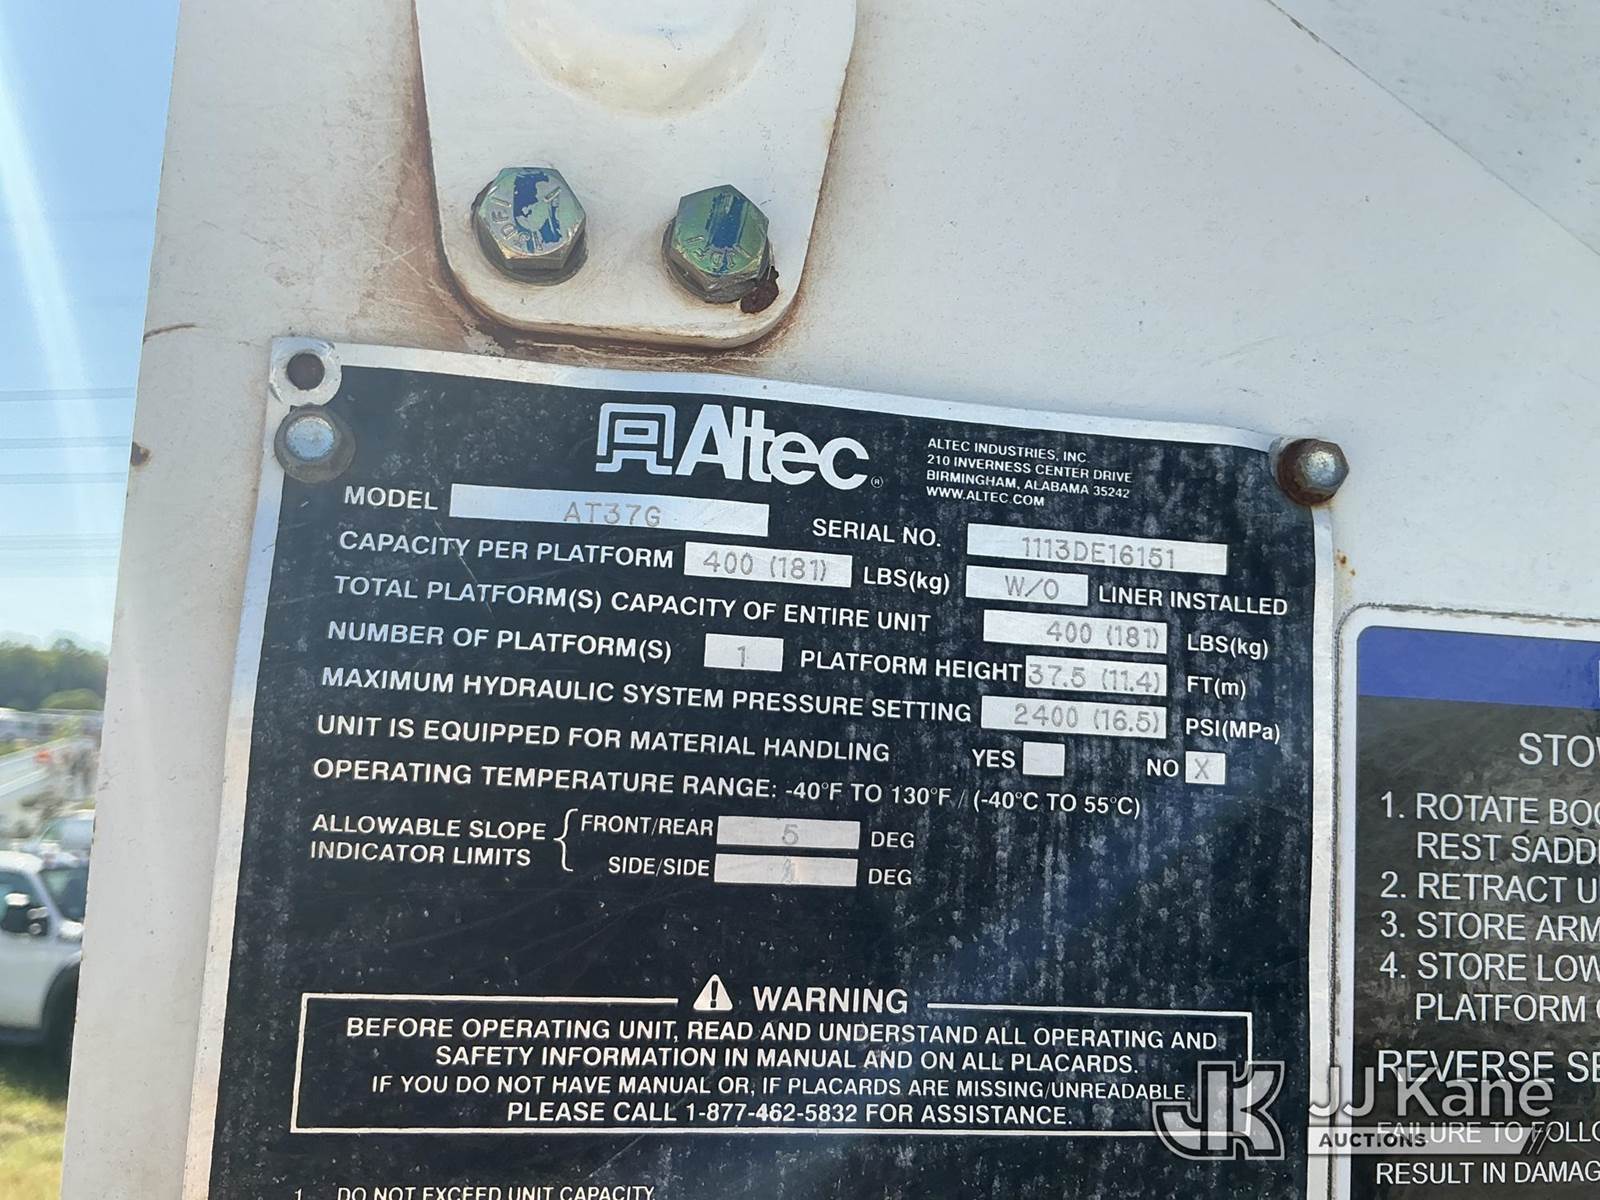 Altec®
ALTEC INDUSTRIES, INC.
210 INVERNESS CENTER DRIVE
BIRMINGHAM, ALABAMA 35242
WWW.ALTEC.COM
MODEL AT37G SERIAL NO. 1113DE16151
CAPACITY PER PLATFORM 400 (181) LBS(kg) W/O LINER INSTALLED
TOTAL PLATFORM(S) CAPACITY OF ENTIRE UNIT 400 (181) LBS(kg)
NUMBER OF PLATFORM(S) 1 PLATFORM HEIGHT 37.5 (11.4) FT(m)
MAXIMUM HYDRAULIC SYSTEM PRESSURE SETTING 2400 (16.5) PSI(MPa)
UNIT IS EQUIPPED FOR MATERIAL HANDLING YES NO X
OPERATING TEMPERATURE RANGE: -40°F TO 130°F / (-40°C TO 55°C)
ALLOWABLE SLOPE
INDICATOR LIMITS
FRONT/REAR 5 DEG
SIDE/SIDE DEG
WARNING
BEFORE OPERATING UNIT, READ AND UNDERSTAND ALL OPERATING AND
SAFETY INFORMATION IN MANUAL AND ON ALL PLACARDS.
IF YOU DO NOT HAVE MANUAL OR, IF PLACARDS ARE MISSING/UNREADABLE,
PLEASE CALL 1-877-462-5832 FOR ASSISTANCE.
1. DO NOT EXCEED UNIT CAPACITY.
STOW
1. ROTATE BOO
REST SADD
2. RETRACT U
3. STORE ARM
4. STORE LOW
PLATFORM
REVERSE SE
FAILURE TO FOLLO
RESULT IN DAMAG
JK JJ Kane
AUCTIONS